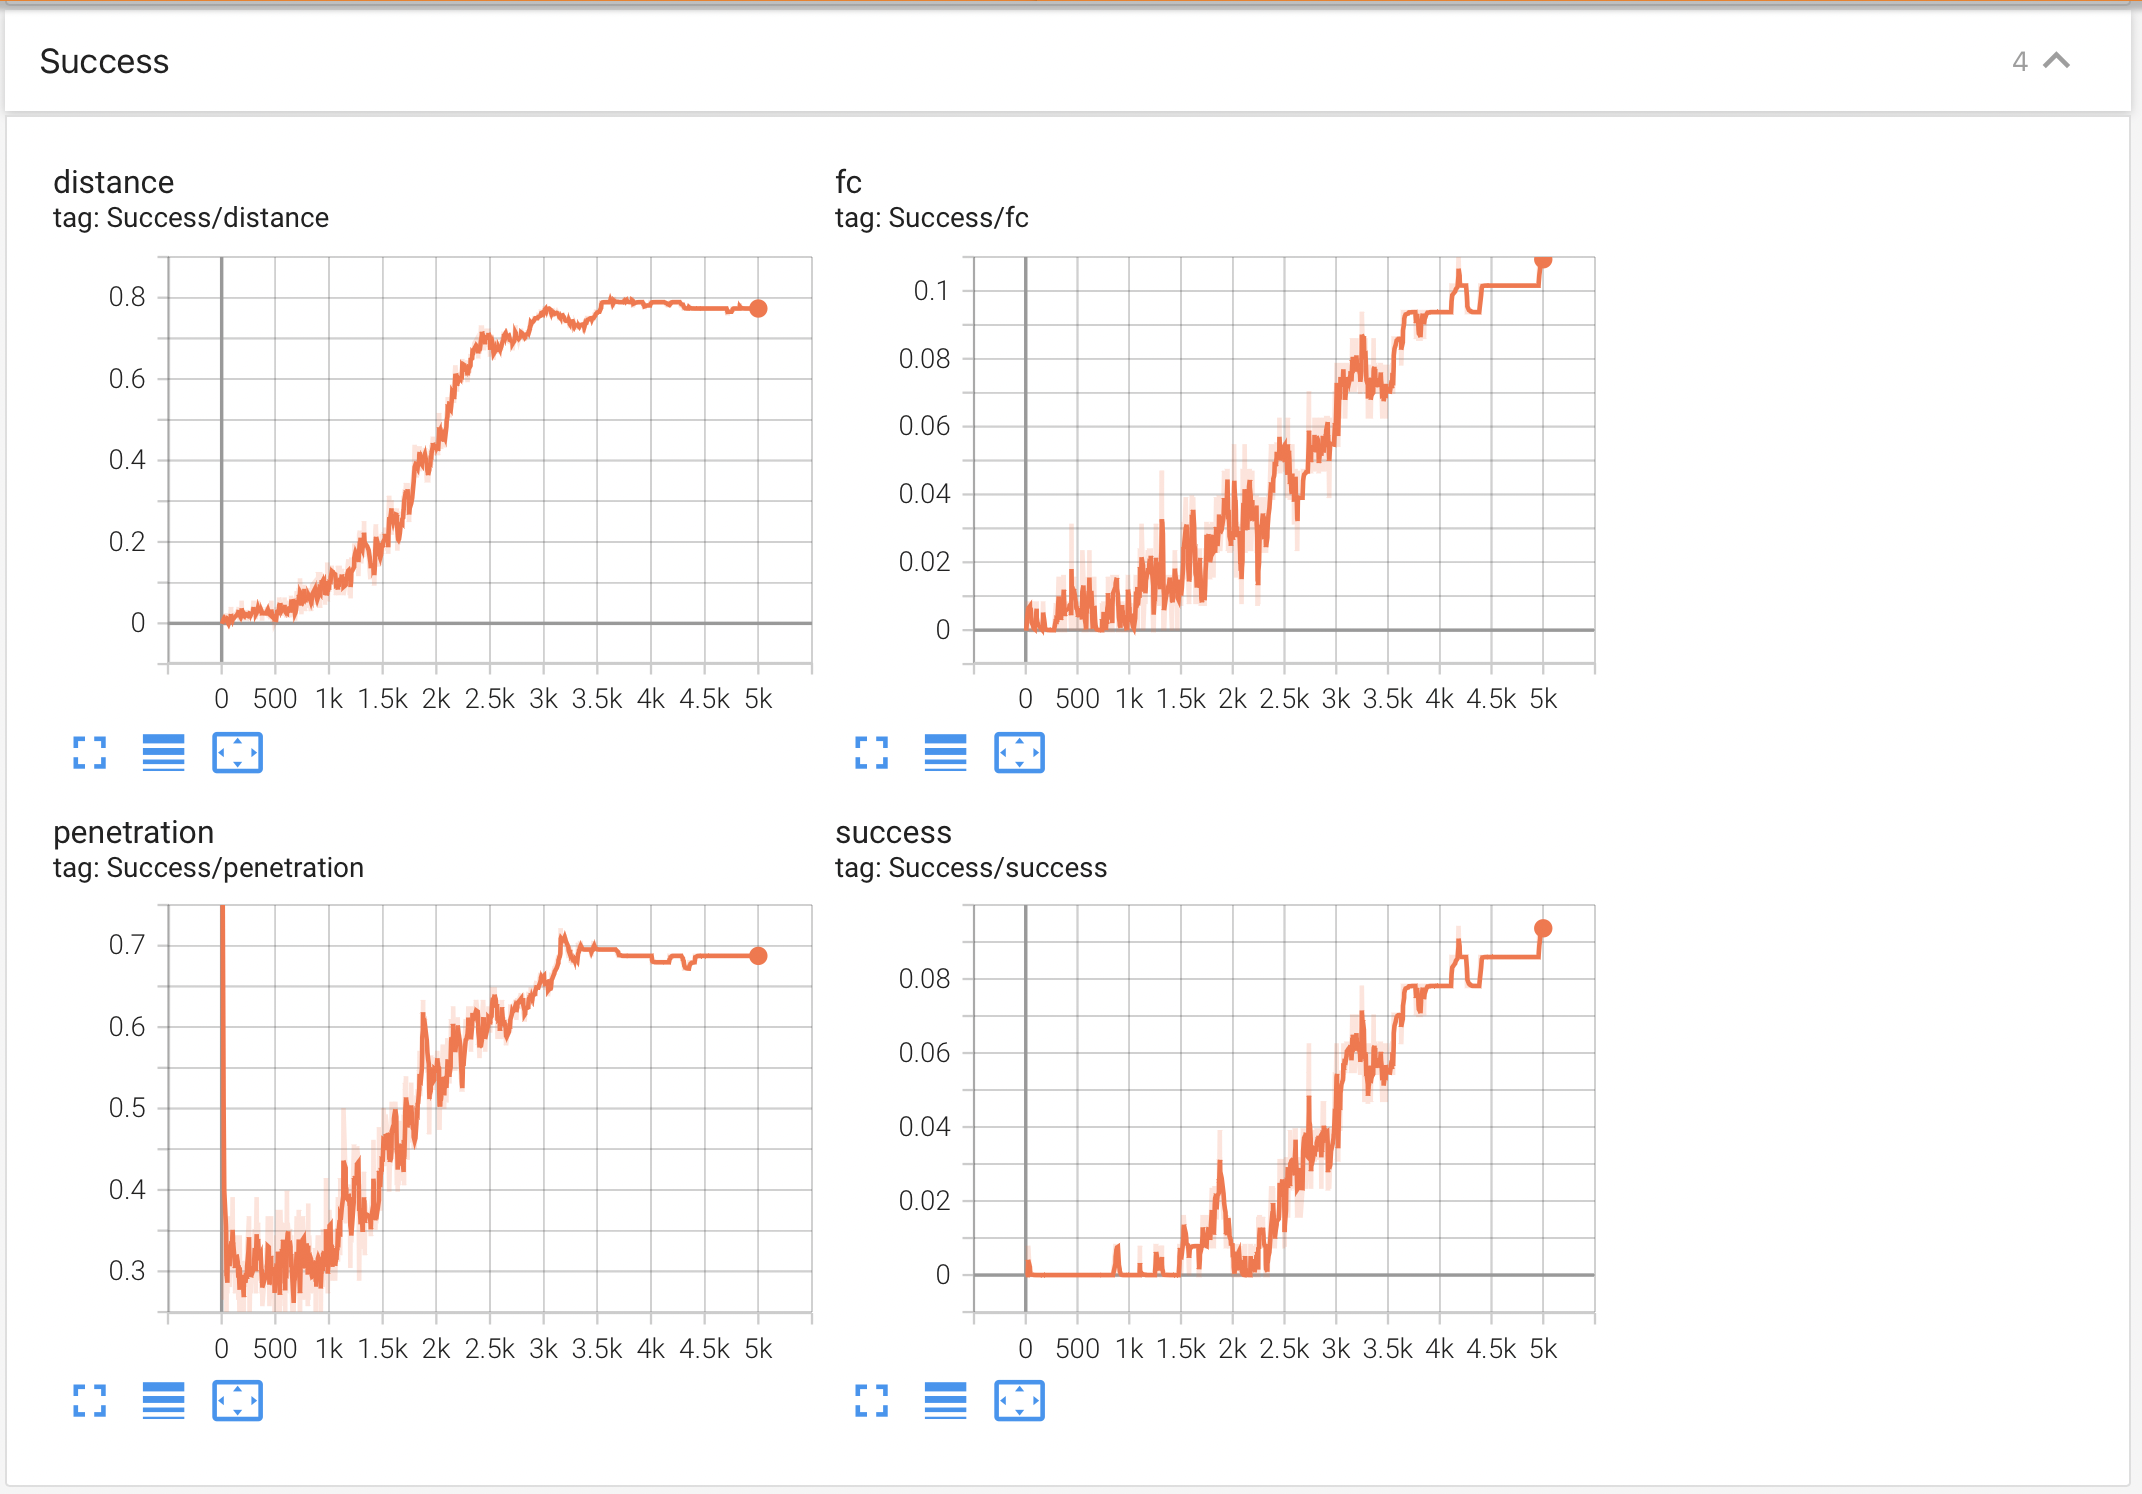 Success
4
distance
tag: Success/distance
0.8
0.6
0.4
0.2
0
0 500 1k 1.5k 2k 2.5k 3k 3.5k 4k 4.5k 5k
fc
tag: Success/fc
0.1
0.08
0.06
0.04
0.02
0
0 500 1k 1.5k 2k 2.5k 3k 3.5k 4k 4.5k 5k
penetration
tag: Success/penetration
0.7
0.6
0.5
0.4
0.3
0 500 1k 1.5k 2k 2.5k 3k 3.5k 4k 4.5k 5k
success
tag: Success/success
0.08
0.06
0.04
0.02
0
0 500 1k 1.5k 2k 2.5k 3k 3.5k 4k 4.5k 5k